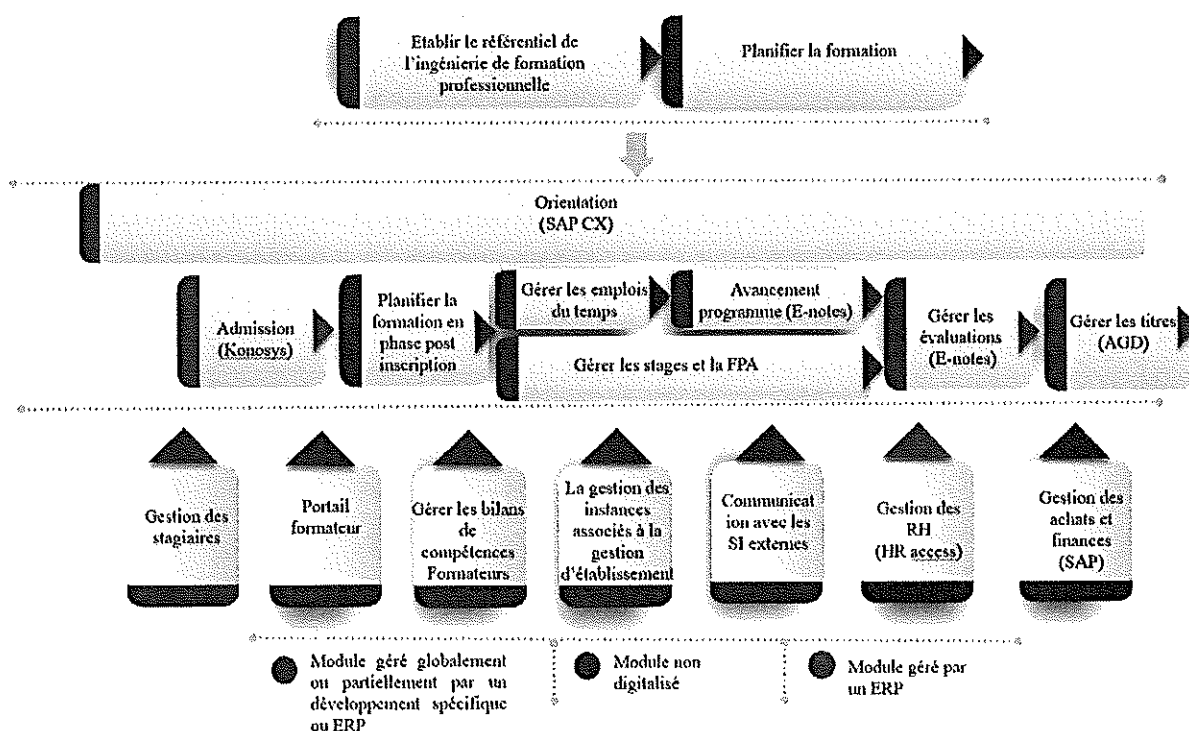 Etablir le référentiel de
l'ingénierie de formation
professionnelle
Planifier la formation
Orientation
(SAP CX)
Admission
(Konosys)
Planifier la
formation en
phase post
inscription
Gérer les emplois
du temps
Avancement
programme (E-notes)
Gérer les stages et la FPA
Gérer les
évaluations
(E-notes)
Gérer les titres
(AGD)
Gestion des
stagiaires
Portail
formateur
Gérer les bilans
de
compétences
Formateurs
La gestion des
instances
associés à la
gestion
d'établissement
Communicat
ion avec les
SI externes
Gestion des
RH
(HR access)
Gestion des
achats et
finances
(SAP)
Module géré globalement
ou partiellement par un
développement spécifique
ou ERP
Module non
digitalisé
Module géré par
un ERP